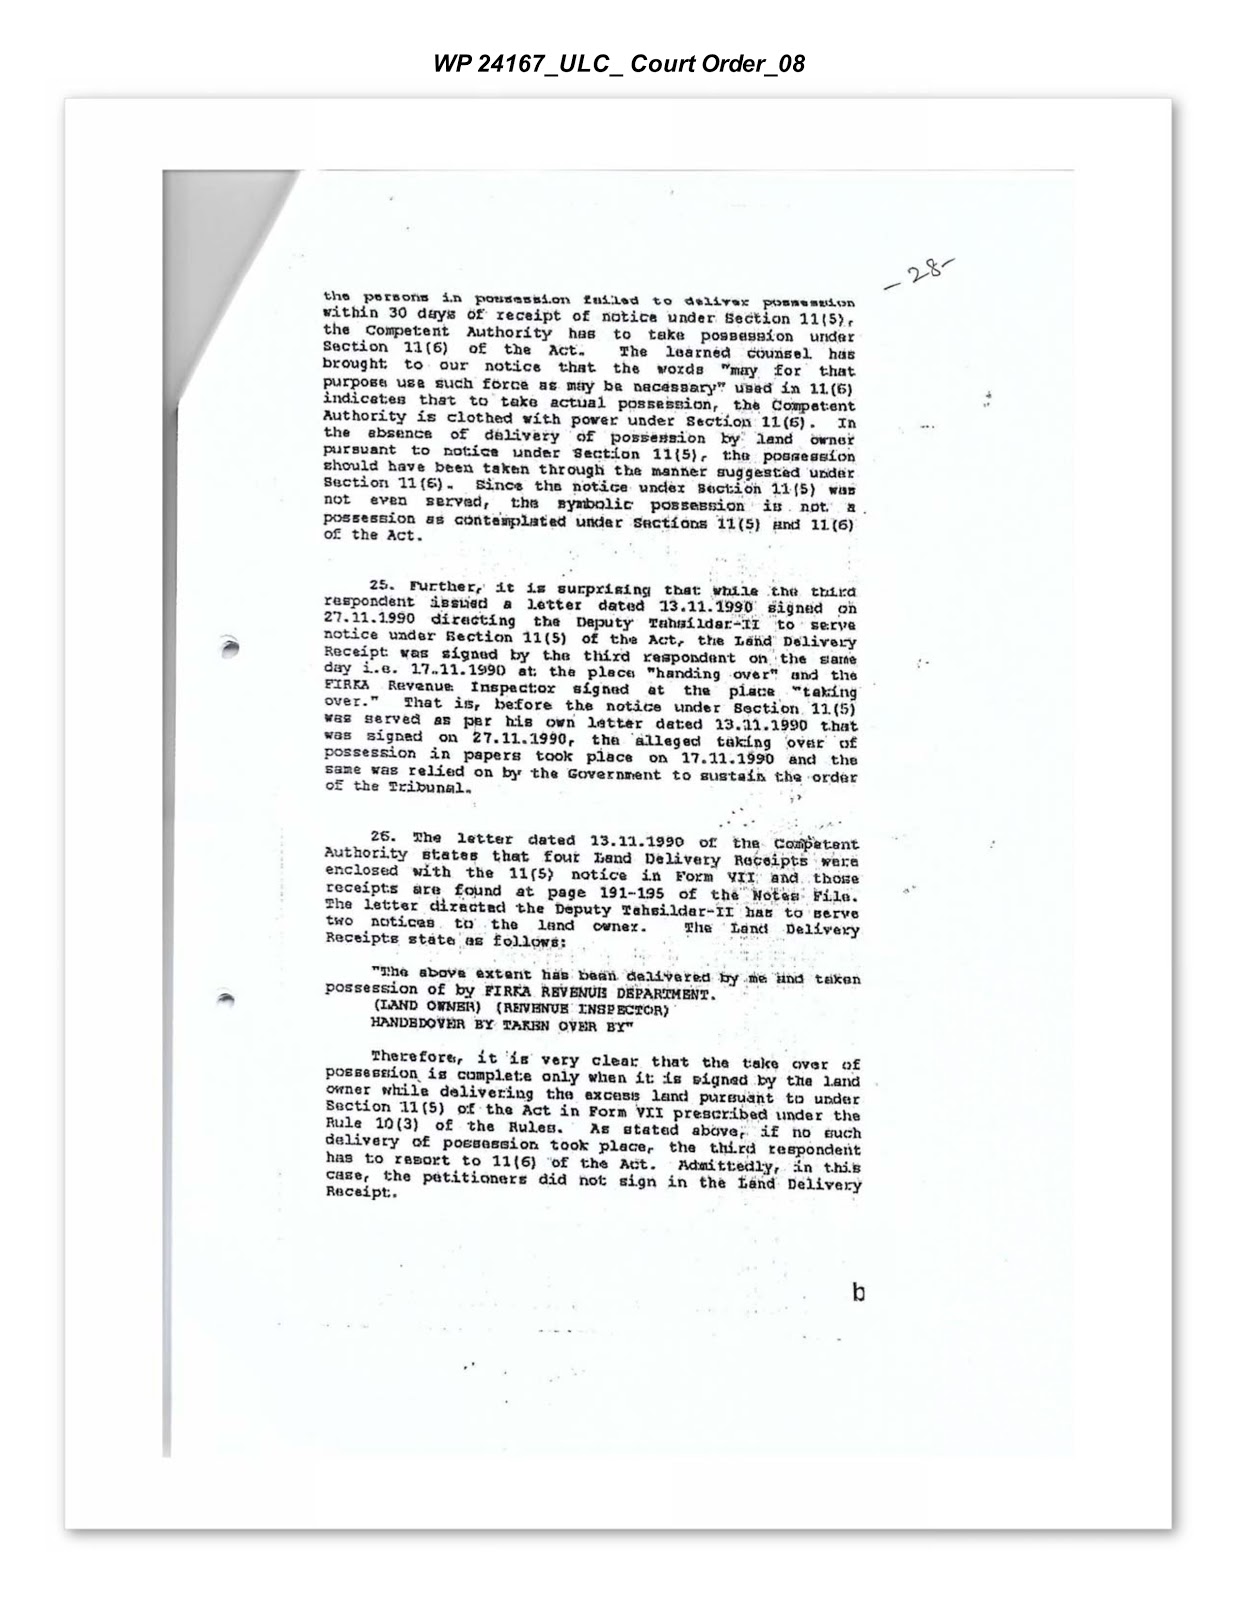 WP 24167_ULC_ Court Order_08
- 28 -
the persons in possession failed to deliver possession
within 30 days of receipt of notice under Section 11(5),
the Competent Authority has to take possession under
Section 11(6) of the Act. The learned counsel has
brought to our notice that the words "may for that
purpose use such force as may be necessary" used in 11(6)
indicates that to take actual possession, the Competent
Authority is clothed with power under Section 11(6). In
the absence of delivery of possession by land owner
pursuant to notice under Section 11(5), the possession
should have been taken through the manner suggested under
Section 11(6). Since the notice under Section 11(5) was
not even served, the symbolic possession is not a
possession as contemplated under Sections 11(5) and 11(6)
of the Act.
25. Further, it is surprising that while the third
respondent issued a letter dated 13.11.1990 signed on
27.11.1990 directing the Deputy Tahsildar-II to serve
notice under Section 11(5) of the Act, the Land Delivery
Receipt was signed by the third respondent on the same
day i.e. 17.11.1990 at the place "handing over" and the
FIRKA Revenue Inspector signed at the place "taking
over." That is, before the notice under Section 11(5)
was served as per his own letter dated 13.11.1990 that
was signed on 27.11.1990, the alleged taking over of
possession in papers took place on 17.11.1990 and the
same was relied on by the Government to sustain the order
of the Tribunal.
26. The letter dated 13.11.1990 of the Competent
Authority states that four Land Delivery Receipts were
enclosed with the 11(5) notice in Form VII and those
receipts are found at page 191-195 of the Notes File.
The letter directed the Deputy Tahsildar-II has to serve
two notices to the land owner. The Land Delivery
Receipts state as follows:
"The above extent has been delivered by me and taken
possession of by FIRKA REVENUE DEPARTMENT.
(LAND OWNER) (REVENUE INSPECTOR)
HANDEDOVER BY TAKEN OVER BY"
Therefore, it is very clear that the take over of
possession is complete only when it is signed by the land
owner while delivering the excess land pursuant to under
Section 11(5) of the Act in Form VII prescribed under the
Rule 10(3) of the Rules. As stated above, if no such
delivery of possession took place, the third respondent
has to resort to 11(6) of the Act. Admittedly, in this
case, the petitioners did not sign in the Land Delivery
Receipt.
b